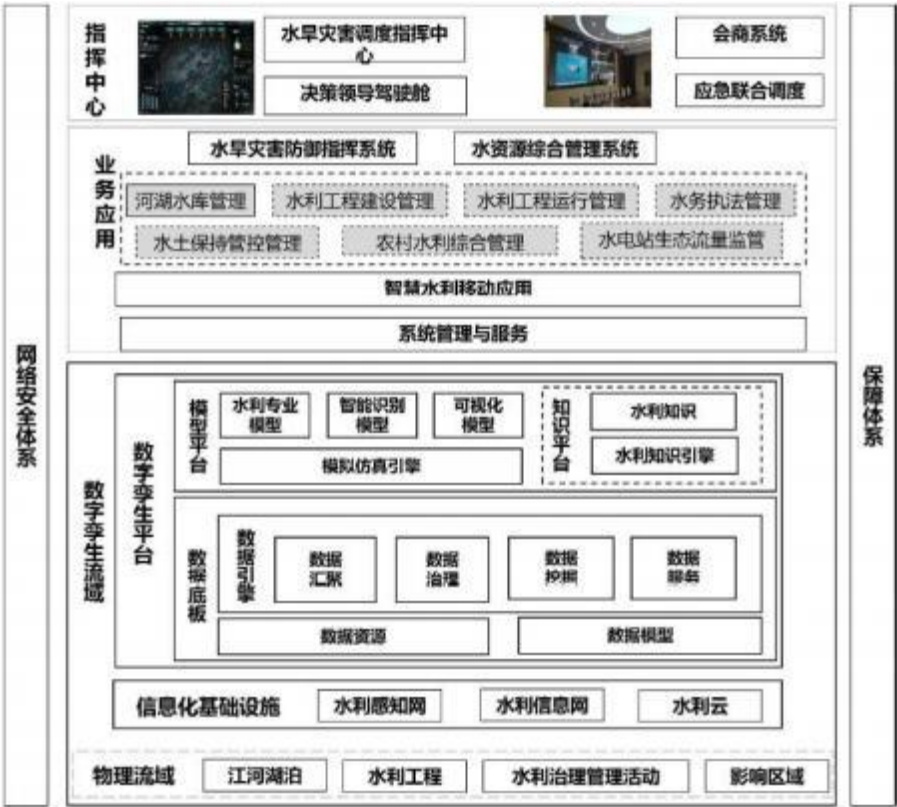 指挥中心
水旱灾害调度指挥中
心
决策领导驾驶舱
会商系统
应急联合调度
业务应用
水旱灾害防御指挥系统
水资源综合管理系统
河湖水库管理
水利工程建设管理
水利工程运行管理
水务执法管理
水土保持管控管理
农村水利综合管理
水电站生态流量监管
智慧水利移动应用
系统管理与服务
网络安全体系
保障体系
数字孪生流域
数字孪生平台
模型平台
水利专业
模型
智能识别
模型
可视化
模型
模拟仿真引擎
知识平台
水利知识
水利知识引擎
数据底板
数据引擎
数据
汇聚
数据
治理
数据
挖掘
数据
服务
数据资源
数据模型
信息化基础设施
水利感知网
水利信息网
水利云
物理流域
江河湖泊
水利工程
水利治理管理活动
影响区域